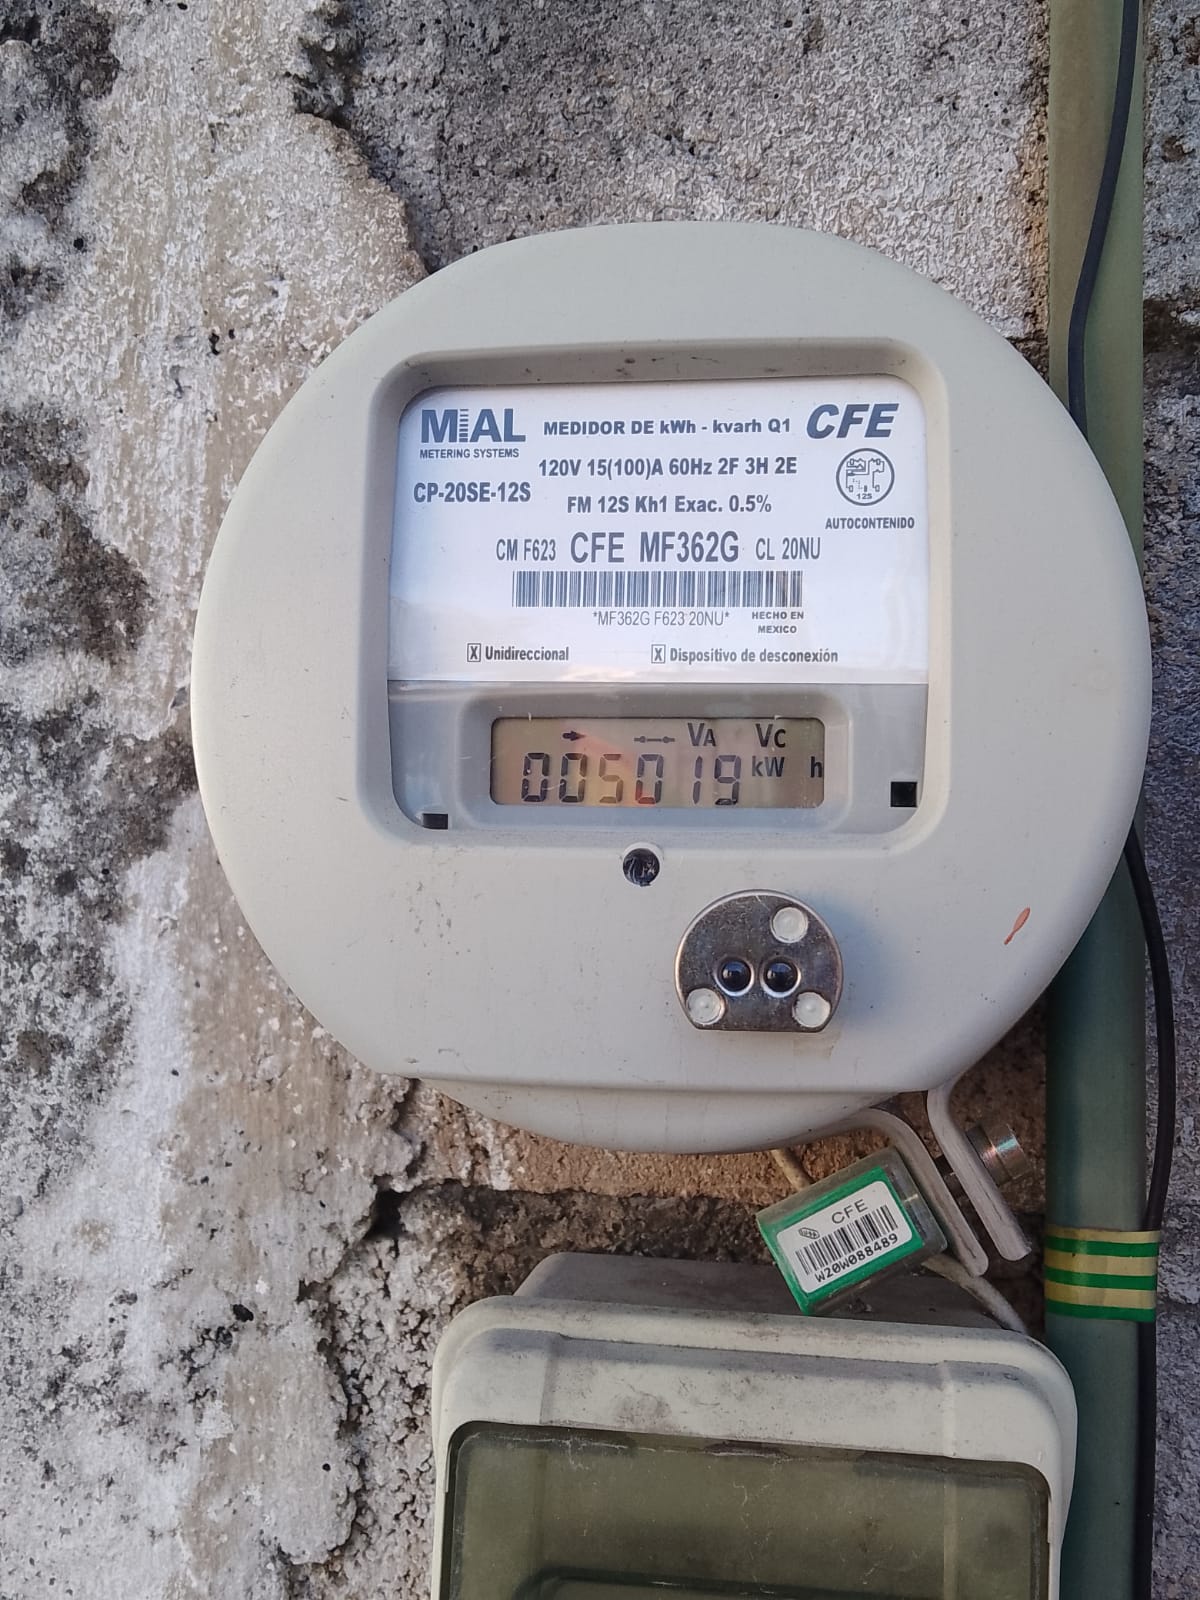 MIAL
METERING SYSTEMS
MEDIDOR DE kWh - kvarh Q1
CFE
120V 15(100)A 60Hz 2F 3H 2E
CP-20SE-12S
FM 12S Kh1 Exac. 0.5%
12S
AUTOCONTENIDO
CM F623 CFE MF362G CL 20NU
*MF362G F623 20NU*
HECHO EN
MEXICO
X Unidireccional
X Dispositivo de desconexión
VA VC
005019 kW h
CFE
W20W088489